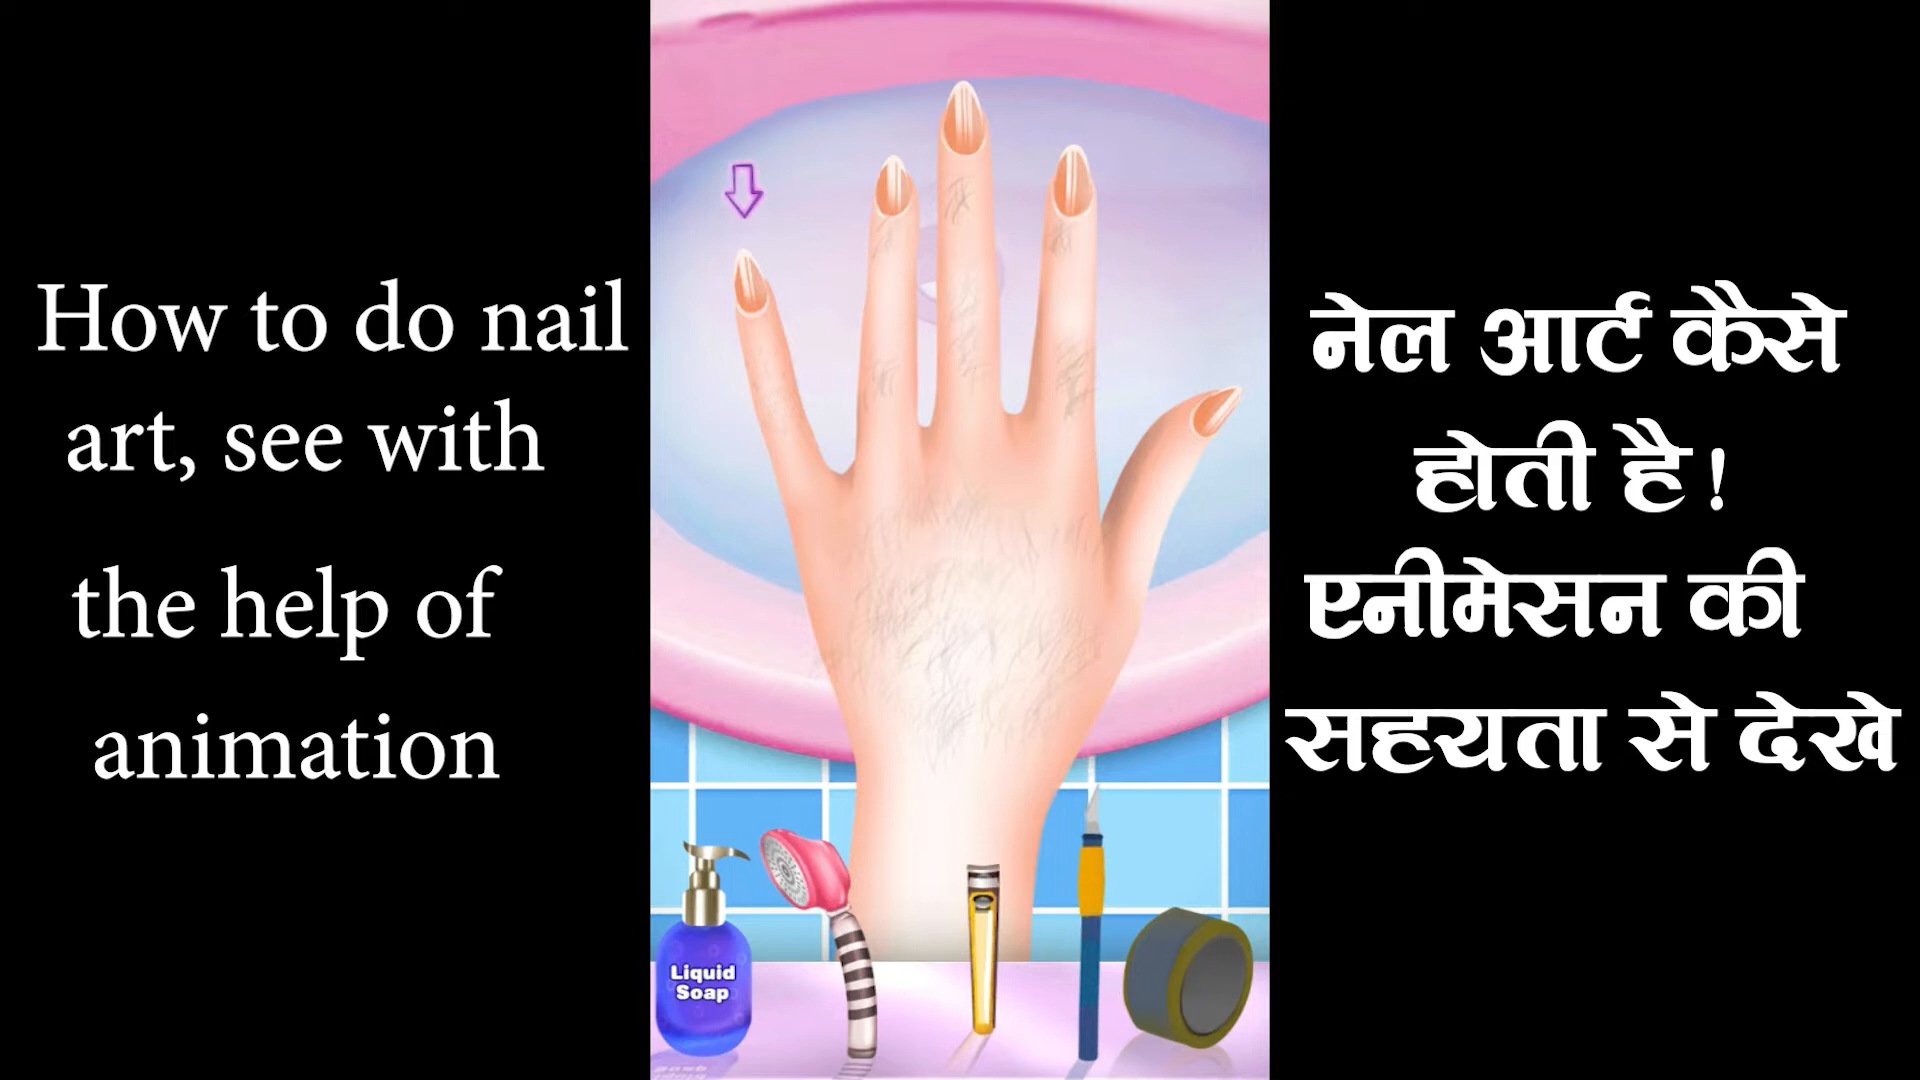 How to do nail
art, see with
the help of
animation
Liquid
Soap
नेल आर्ट कैसे
होती है!
एनीमेसन की
सहयता से देखे